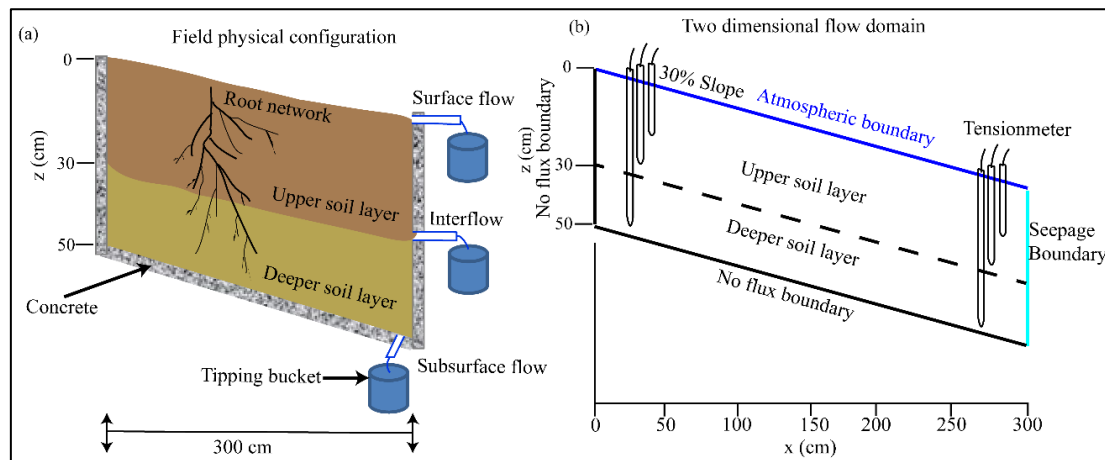 (a)
Field physical configuration
0
30
50
z (cm)
Root network
Upper soil layer
Deeper soil layer
Surface flow
Interflow
Subsurface flow
Concrete
Tipping bucket
300 cm
(b)
Two dimensional flow domain
0
30
50
z (cm)
No flux boundary
30% Slope
Atmospheric boundary
Tensionmeter
Upper soil layer
Deeper soil layer
Seepage
Boundary
No flux boundary
0
50
100
150
200
250
300
x (cm)